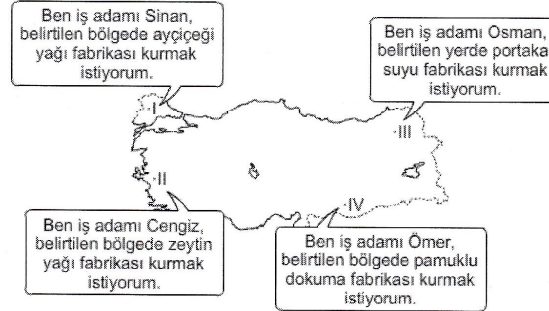 Ben iş adamı Sinan,
belirtilen bölgede ayçiçeği
yağı fabrikası kurmak
istiyorum.
Ben iş adamı Osman,
belirtilen yerde portakal
suyu fabrikası kurmak
istiyorum.
I
III
II
IV
Ben iş adamı Cengiz,
belirtilen bölgede zeytin
yağı fabrikası kurmak
istiyorum.
Ben iş adamı Ömer,
belirtilen bölgede pamuklu
dokuma fabrikası kurmak
istiyorum.